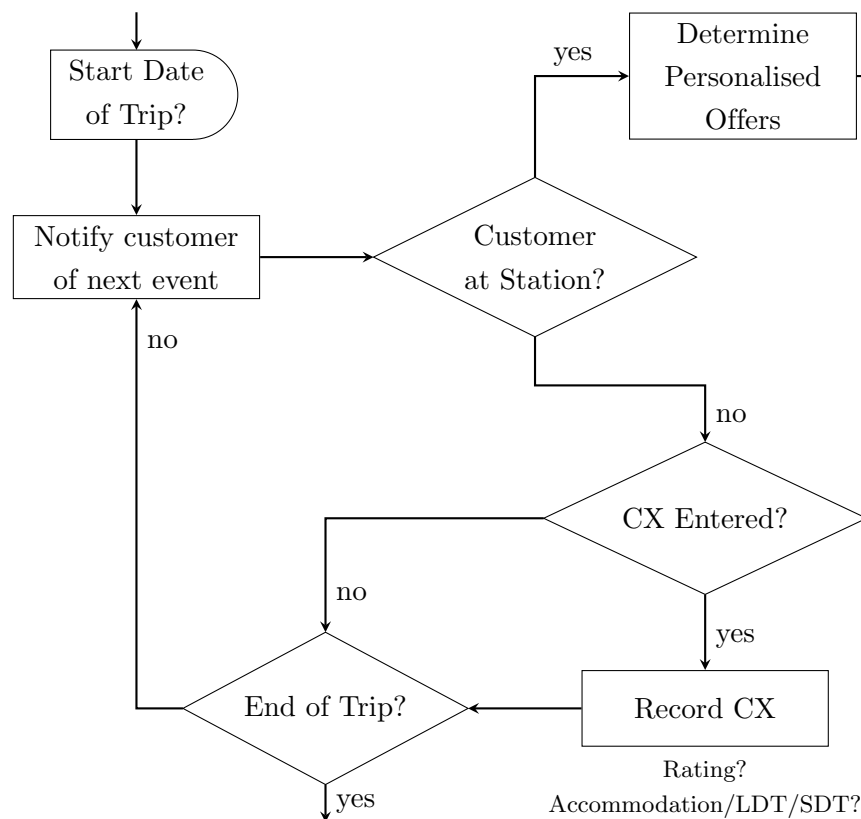 Start Date
of Trip?
yes
Determine
Personalised
Offers
Notify customer
of next event
Customer
at Station?
no
no
CX Entered?
no
yes
End of Trip?
Record CX
yes
Rating?
Accommodation/LDT/SDT?